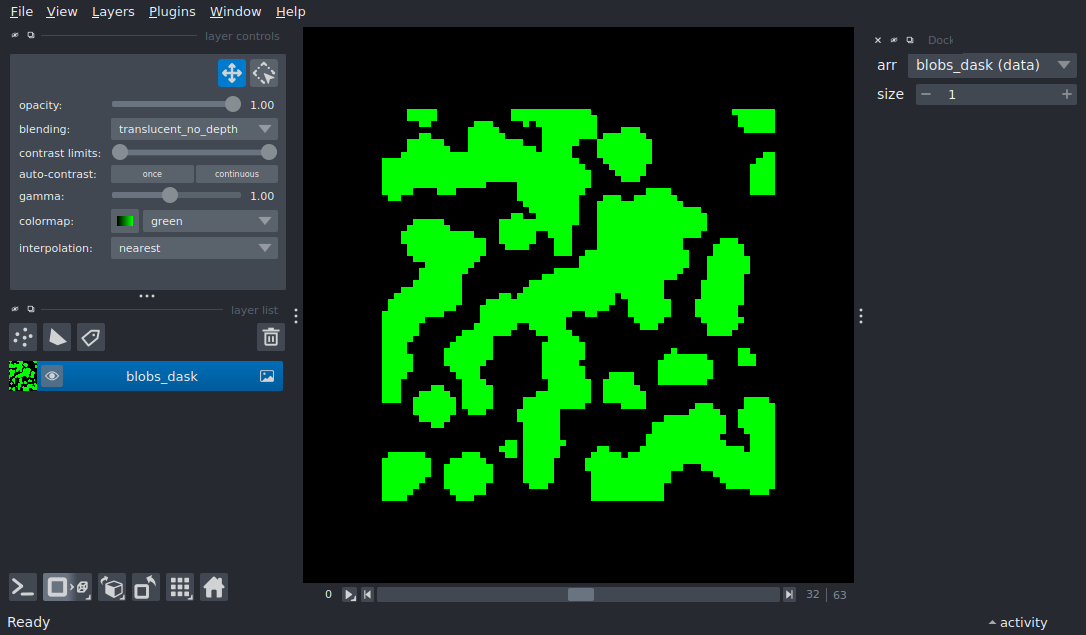 File View Layers Plugins Window Help
layer controls
opacity: 1.00
blending: translucent_no_depth
contrast limits:
auto-contrast: once continuous
gamma: 1.00
colormap: green
interpolation: nearest
layer list
blobs_dask
Dock
arr blobs_dask (data)
size 1
0 32 63
Ready
activity